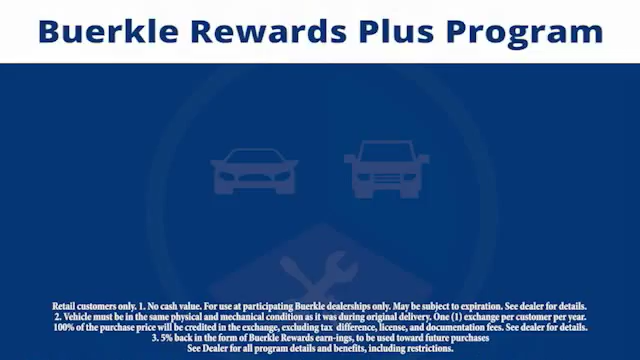 Buerkle Rewards Plus Program
Retail customers only. 1. No cash value. For use at participating Buerkle dealerships only. May be subject to expiration. See dealer for details.
2. Vehicle must be in the same physical and mechanical condition as it was during original delivery. One (1) exchange per customer per year.
100% of the purchase price will be credited in the exchange, excluding tax difference, license, and documentation fees. See dealer for details.
3. 5% back in the form of Buerkle Rewards earn-ings, to be used toward future purchases
See Dealer for all program details and benefits, including restrictions.